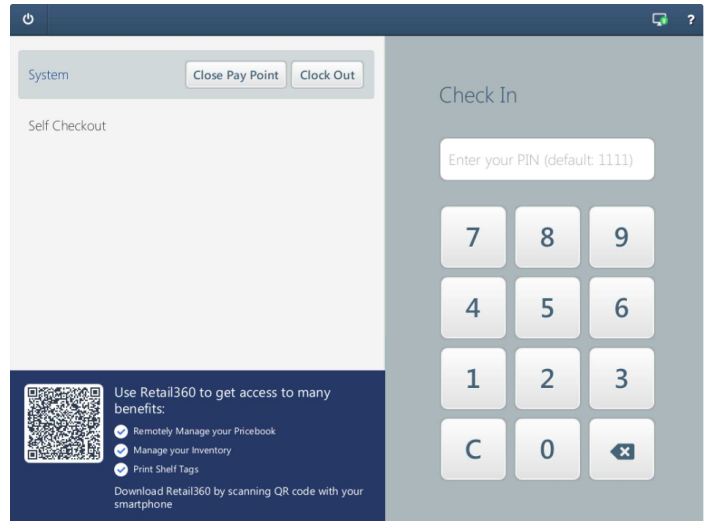 ?
System
Close Pay Point
Clock Out
Self Checkout
Check In
Enter your PIN (default: 1111)
7 8 9
4 5 6
1 2 3
C 0
Use Retail360 to get access to many
benefits:
Remotely Manage your Pricebook
Manage your Inventory
Print Shelf Tags
Download Retail360 by scanning QR code with your
smartphone